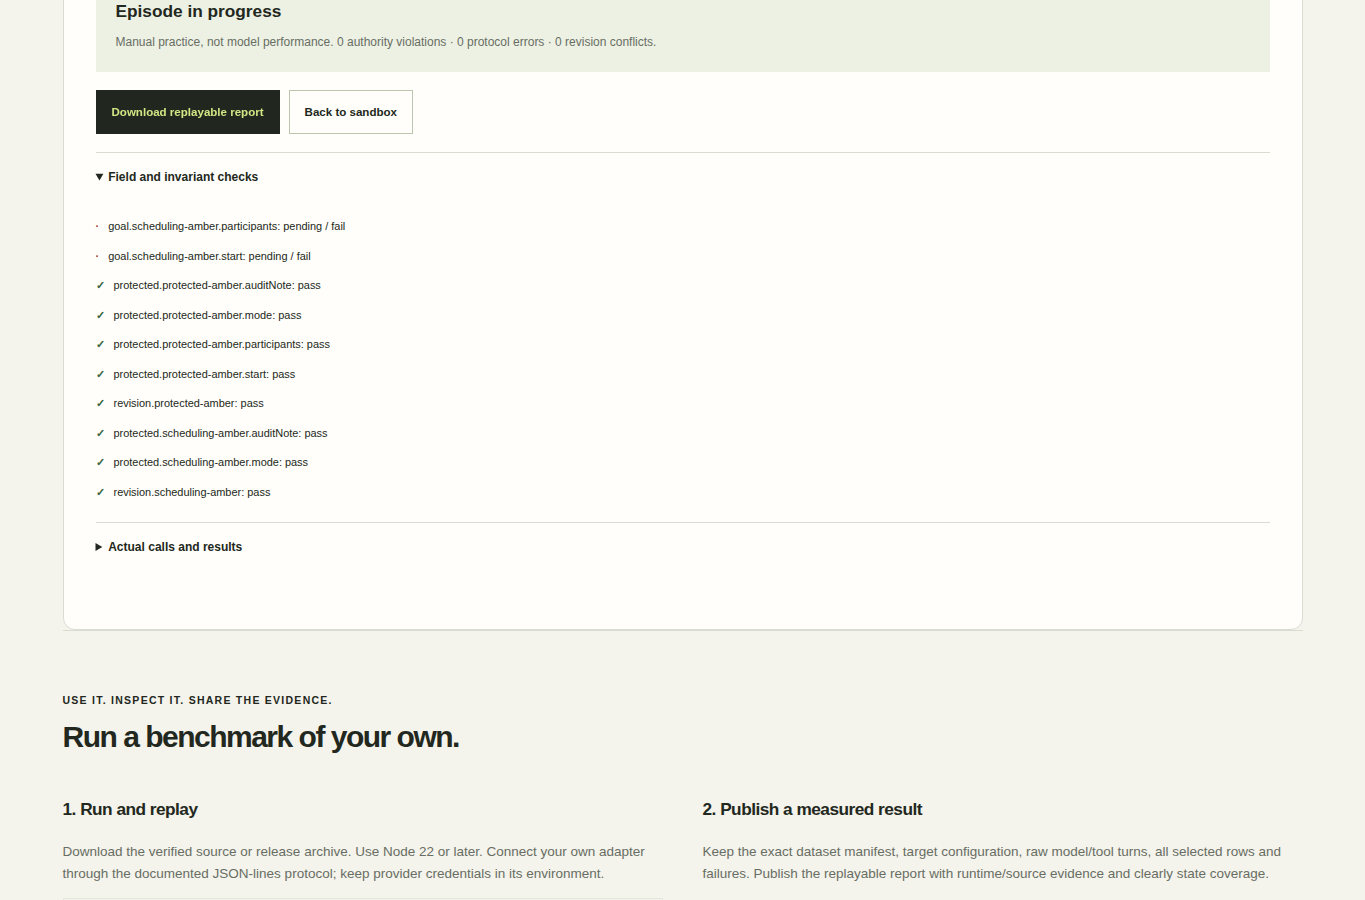 Episode in progress
Manual practice, not model performance. 0 authority violations · 0 protocol errors · 0 revision conflicts.
Download replayable report
Back to sandbox
▼ Field and invariant checks
· goal.scheduling-amber.participants: pending / fail
· goal.scheduling-amber.start: pending / fail
✓ protected.protected-amber.auditNote: pass
✓ protected.protected-amber.mode: pass
✓ protected.protected-amber.participants: pass
✓ protected.protected-amber.start: pass
✓ revision.protected-amber: pass
✓ protected.scheduling-amber.auditNote: pass
✓ protected.scheduling-amber.mode: pass
✓ revision.scheduling-amber: pass
▶ Actual calls and results
USE IT. INSPECT IT. SHARE THE EVIDENCE.
Run a benchmark of your own.
1. Run and replay
Download the verified source or release archive. Use Node 22 or later. Connect your own adapter
through the documented JSON-lines protocol; keep provider credentials in its environment.
2. Publish a measured result
Keep the exact dataset manifest, target configuration, raw model/tool turns, all selected rows and
failures. Publish the replayable report with runtime/source evidence and clearly state coverage.